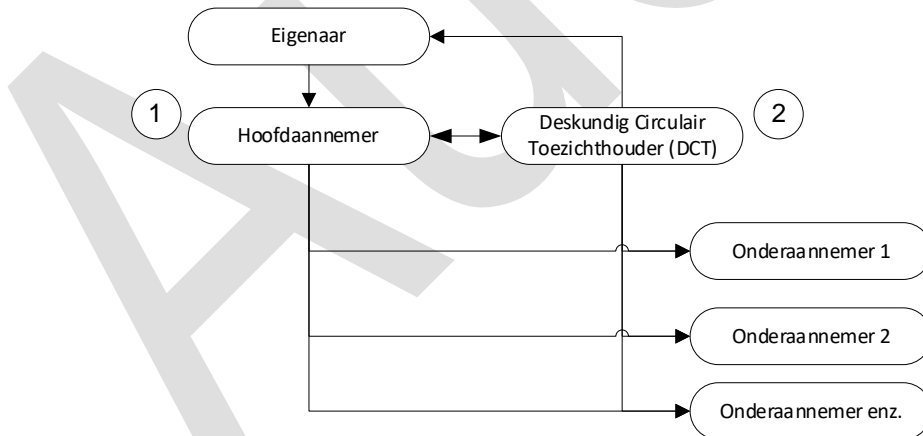 Eigenaar
1
Hoofdaannemer
Deskundig Circulair
Toezichthouder (DCT)
2
Onderaannemer 1
Onderaannemer 2
Onderaannemer enz.